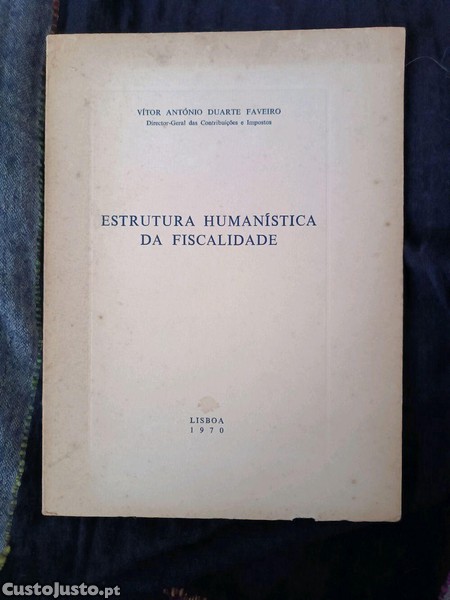 VÍTOR ANTÓNIO DUARTE FAVEIRO
Director-Geral das Contribuições e Impostos
ESTRUTURA HUMANÍSTICA
DA FISCALIDADE
LISBOA
1970
CustoJusto.pt